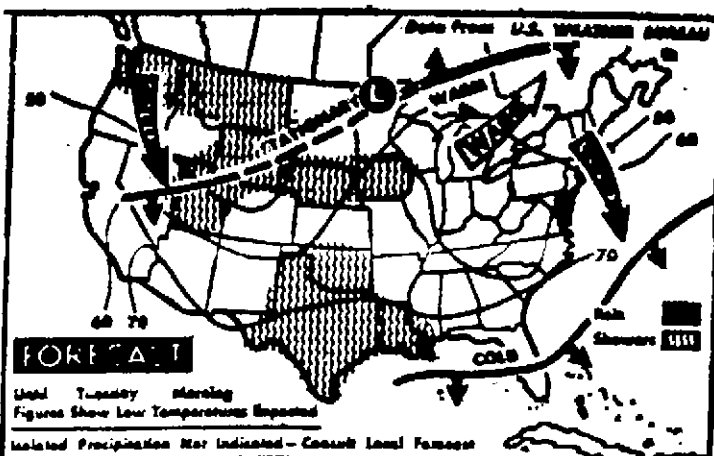 Data From U.S. WEATHER BUREAU
50
L
STATIONARY
WARM
WARM
50
60
70
60 70
Rain
Showers
COLD
FORECAST
Until Tuesday Morning
Figures Show Low Temperatures Expected
Isolated Precipitation Not Indicated - Consult Local Forecast